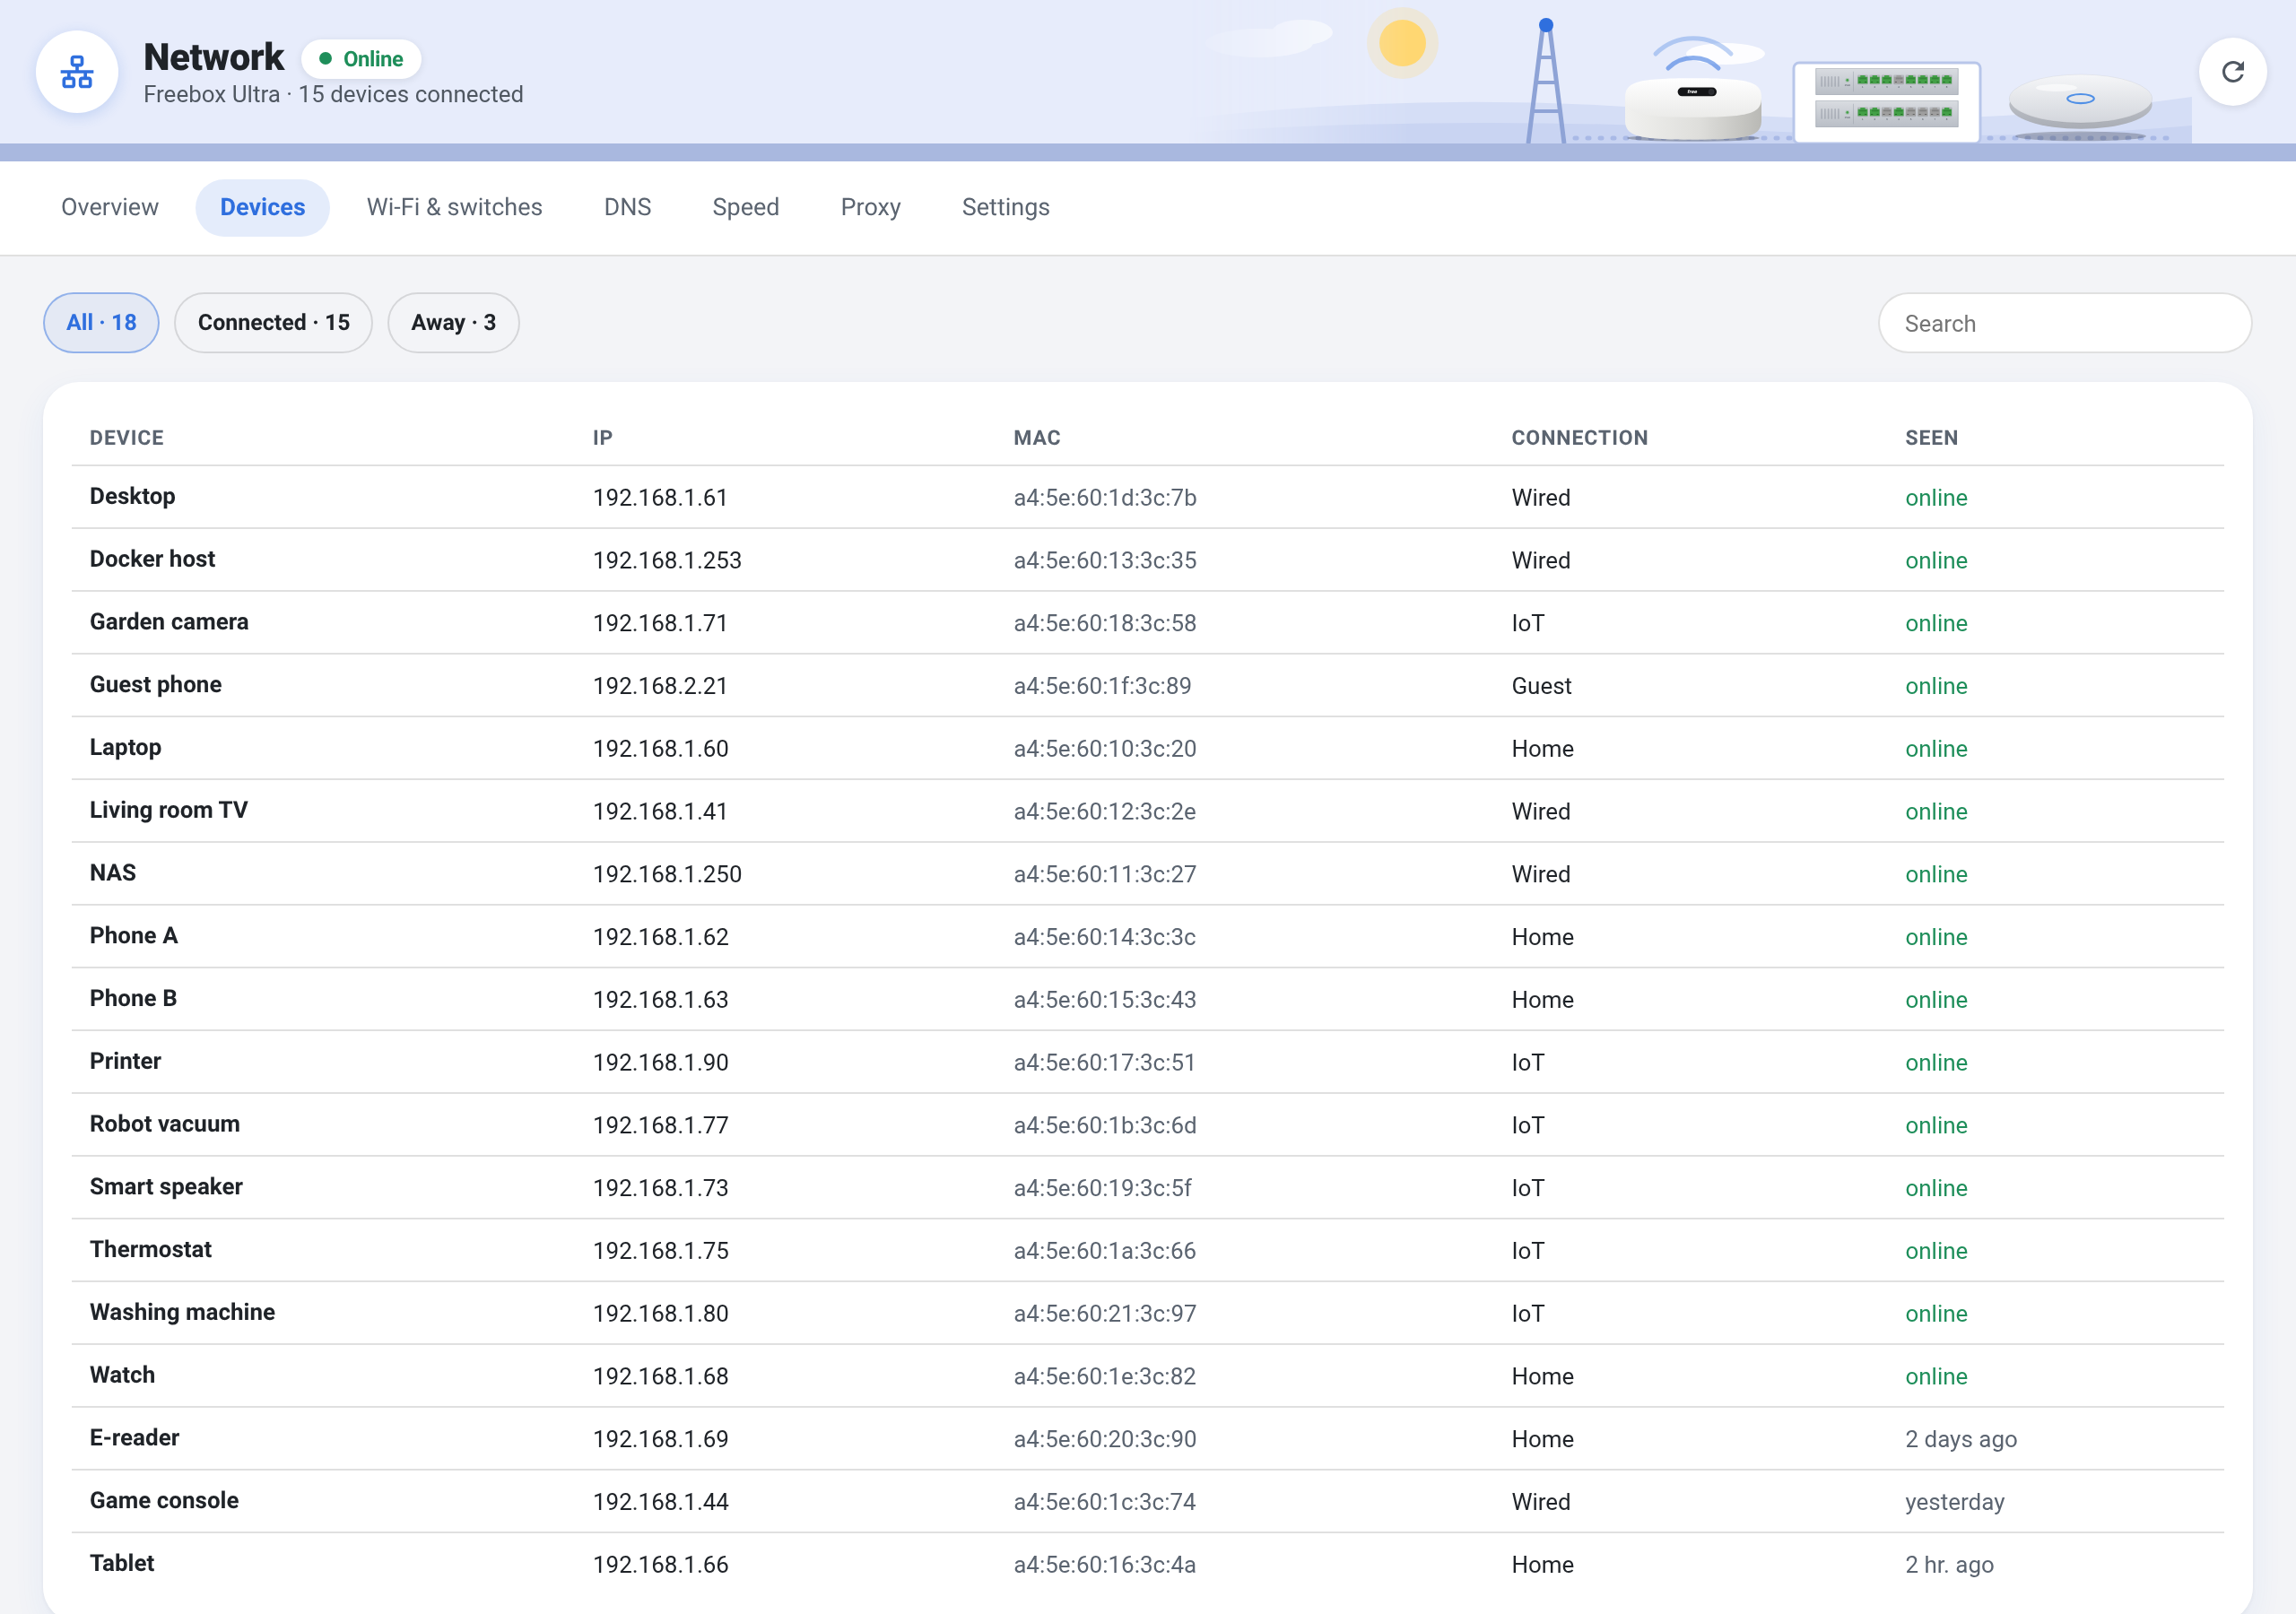 Network
Online
Freebox Ultra · 15 devices connected
free
Overview Devices Wi-Fi & switches DNS Speed Proxy Settings
All · 18 Connected · 15 Away · 3 Search
DEVICE IP MAC CONNECTION SEEN
Desktop 192.168.1.61 a4:5e:60:1d:3c:7b Wired online
Docker host 192.168.1.253 a4:5e:60:13:3c:35 Wired online
Garden camera 192.168.1.71 a4:5e:60:18:3c:58 IoT online
Guest phone 192.168.2.21 a4:5e:60:1f:3c:89 Guest online
Laptop 192.168.1.60 a4:5e:60:10:3c:20 Home online
Living room TV 192.168.1.41 a4:5e:60:12:3c:2e Wired online
NAS 192.168.1.250 a4:5e:60:11:3c:27 Wired online
Phone A 192.168.1.62 a4:5e:60:14:3c:3c Home online
Phone B 192.168.1.63 a4:5e:60:15:3c:43 Home online
Printer 192.168.1.90 a4:5e:60:17:3c:51 IoT online
Robot vacuum 192.168.1.77 a4:5e:60:1b:3c:6d IoT online
Smart speaker 192.168.1.73 a4:5e:60:19:3c:5f IoT online
Thermostat 192.168.1.75 a4:5e:60:1a:3c:66 IoT online
Washing machine 192.168.1.80 a4:5e:60:21:3c:97 IoT online
Watch 192.168.1.68 a4:5e:60:1e:3c:82 Home online
E-reader 192.168.1.69 a4:5e:60:20:3c:90 Home 2 days ago
Game console 192.168.1.44 a4:5e:60:1c:3c:74 Wired yesterday
Tablet 192.168.1.66 a4:5e:60:16:3c:4a Home 2 hr. ago